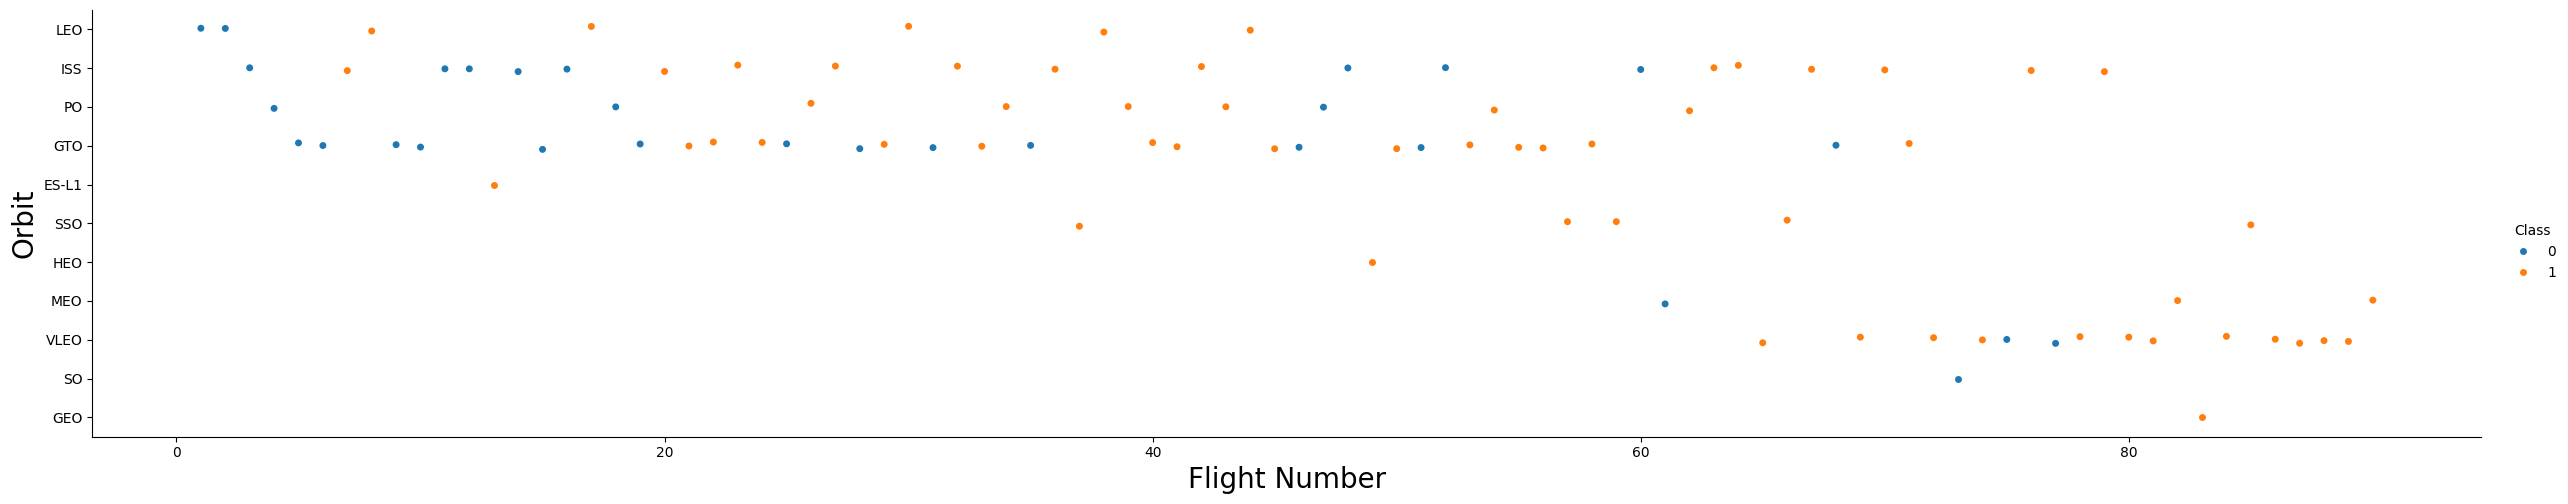 LEO
ISS
PO
GTO
ES-L1
SSO
HEO
MEO
VLEO
SO
GEO
Orbit
0 20 40 60 80
Flight Number
Class
0
1